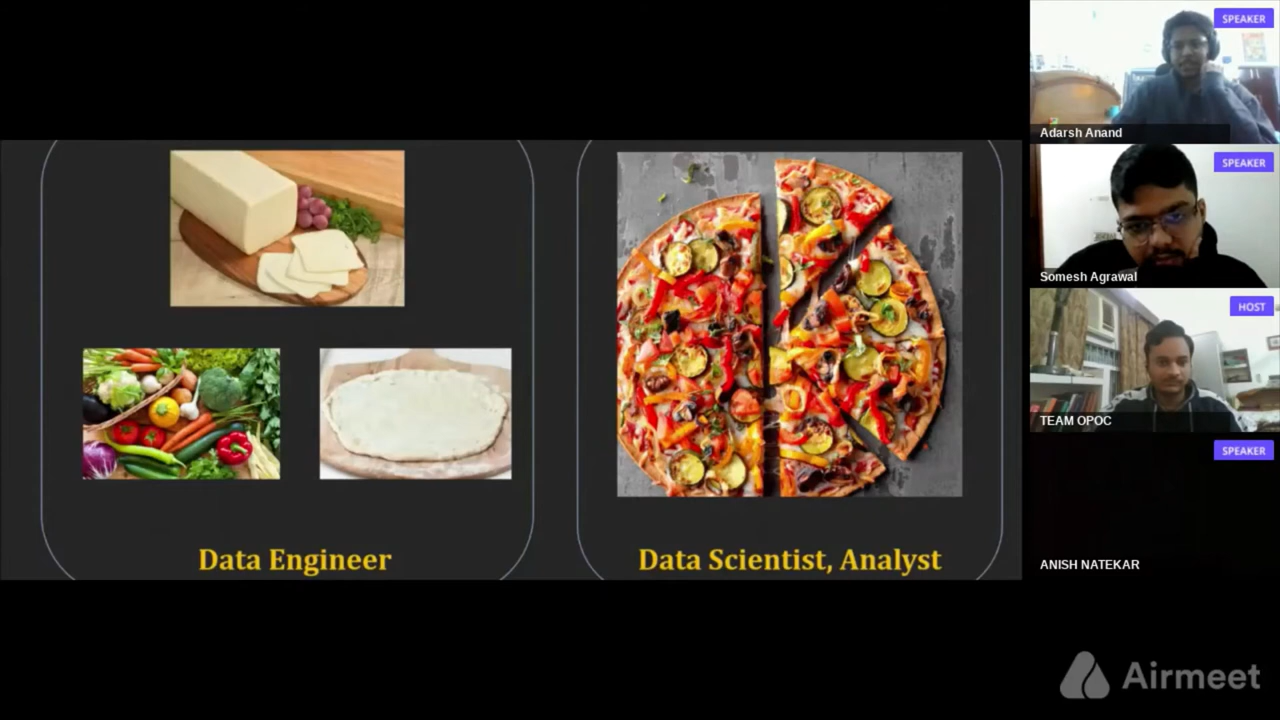 Data Engineer
Data Scientist, Analyst
SPEAKER
Adarsh Anand
SPEAKER
Somesh Agrawal
HOST
TEAM OPOC
SPEAKER
ANISH NATEKAR
Airmeet